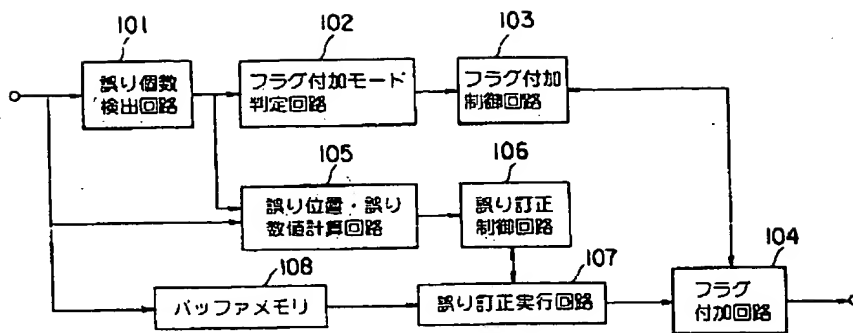 101
誤り個数
検出回路
102
フラグ付加モード
判定回路
103
フラグ付加
制御回路
105
誤り位置・誤り
数値計算回路
106
誤り訂正
制御回路
104
フラグ
付加回路
108
バッファメモリ
107
誤り訂正実行回路